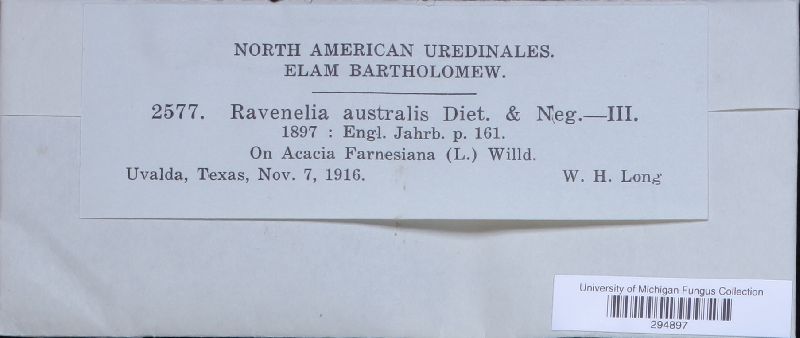 NORTH AMERICAN UREDINALES.
ELAM BARTHOLOMEW.
2577. Ravenelia australis Diet. & Neg.—III.
1897 : Engl. Jahrb. p. 161.
On Acacia Farnesiana (L.) Willd.
Uvalda, Texas, Nov. 7, 1916. W. H. Long
University of Michigan Fungus Collection
294897